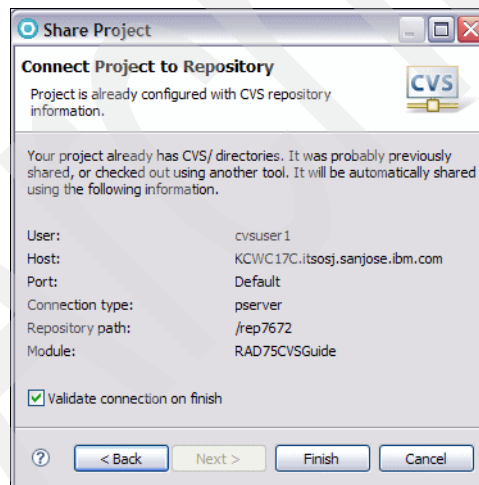 Share Project
Connect Project to Repository
Project is already configured with CVS repository
information.
CVS
Your project already has CVS/ directories. It was probably previously
shared, or checked out using another tool. It will be automatically shared
using the following information.
User: cvsuser1
Host: KCWC17C.itsosj.sanjose.ibm.com
Port: Default
Connection type: pserver
Repository path: /rep7672
Module: RAD75CVSGuide
Validate connection on finish
? < Back Next > Finish Cancel